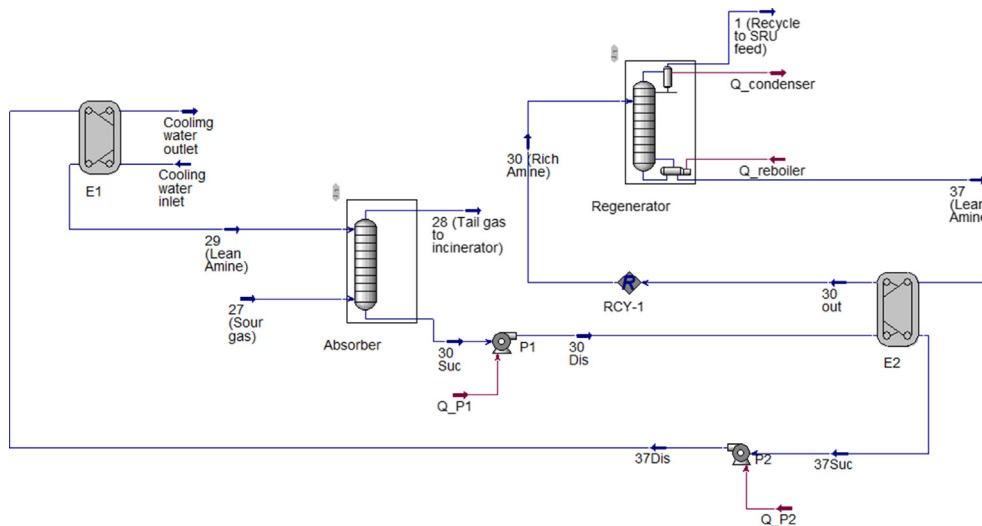 1 (Recycle
to SRU
feed)
Q_condenser
Coolimg
water
outlet
30 (Rich
Amine)
Q_reboiler
E1
Cooling
water
inlet
Regenerator
37
(Lean
Amine)
28 (Tail gas
to
incinerator)
29
(Lean
Amine)
R
RCY-1
30
out
27
(Sour
gas)
Absorber
30
Suc
P1
30
Dis
E2
Q_P1
37Dis
P2
37Suc
Q_P2